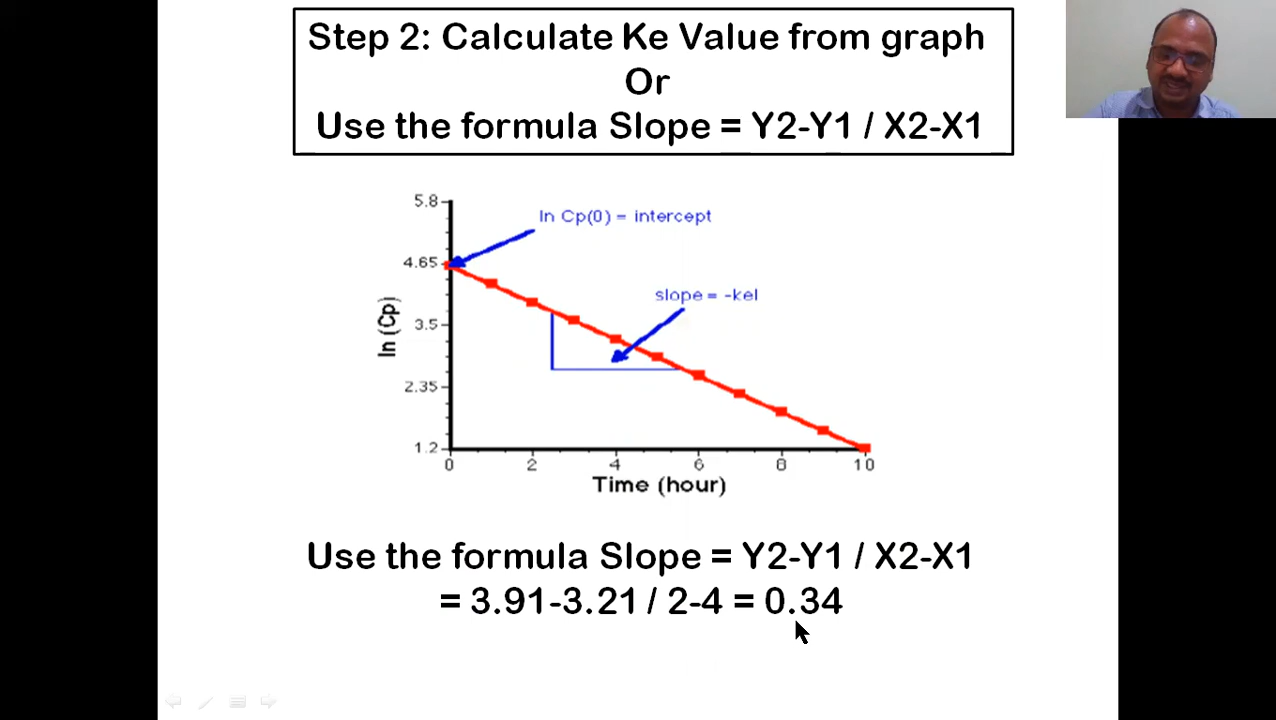 Step 2: Calculate Ke Value from graph
Or
Use the formula Slope = Y2-Y1 / X2-X1
5.8
4.65
3.5
2.35
1.2
ln (Cp)
ln Cp(0) = intercept
slope = -kel
0 2 4 6 8 10
Time (hour)
Use the formula Slope = Y2-Y1 / X2-X1
= 3.91-3.21 / 2-4 = 0.34